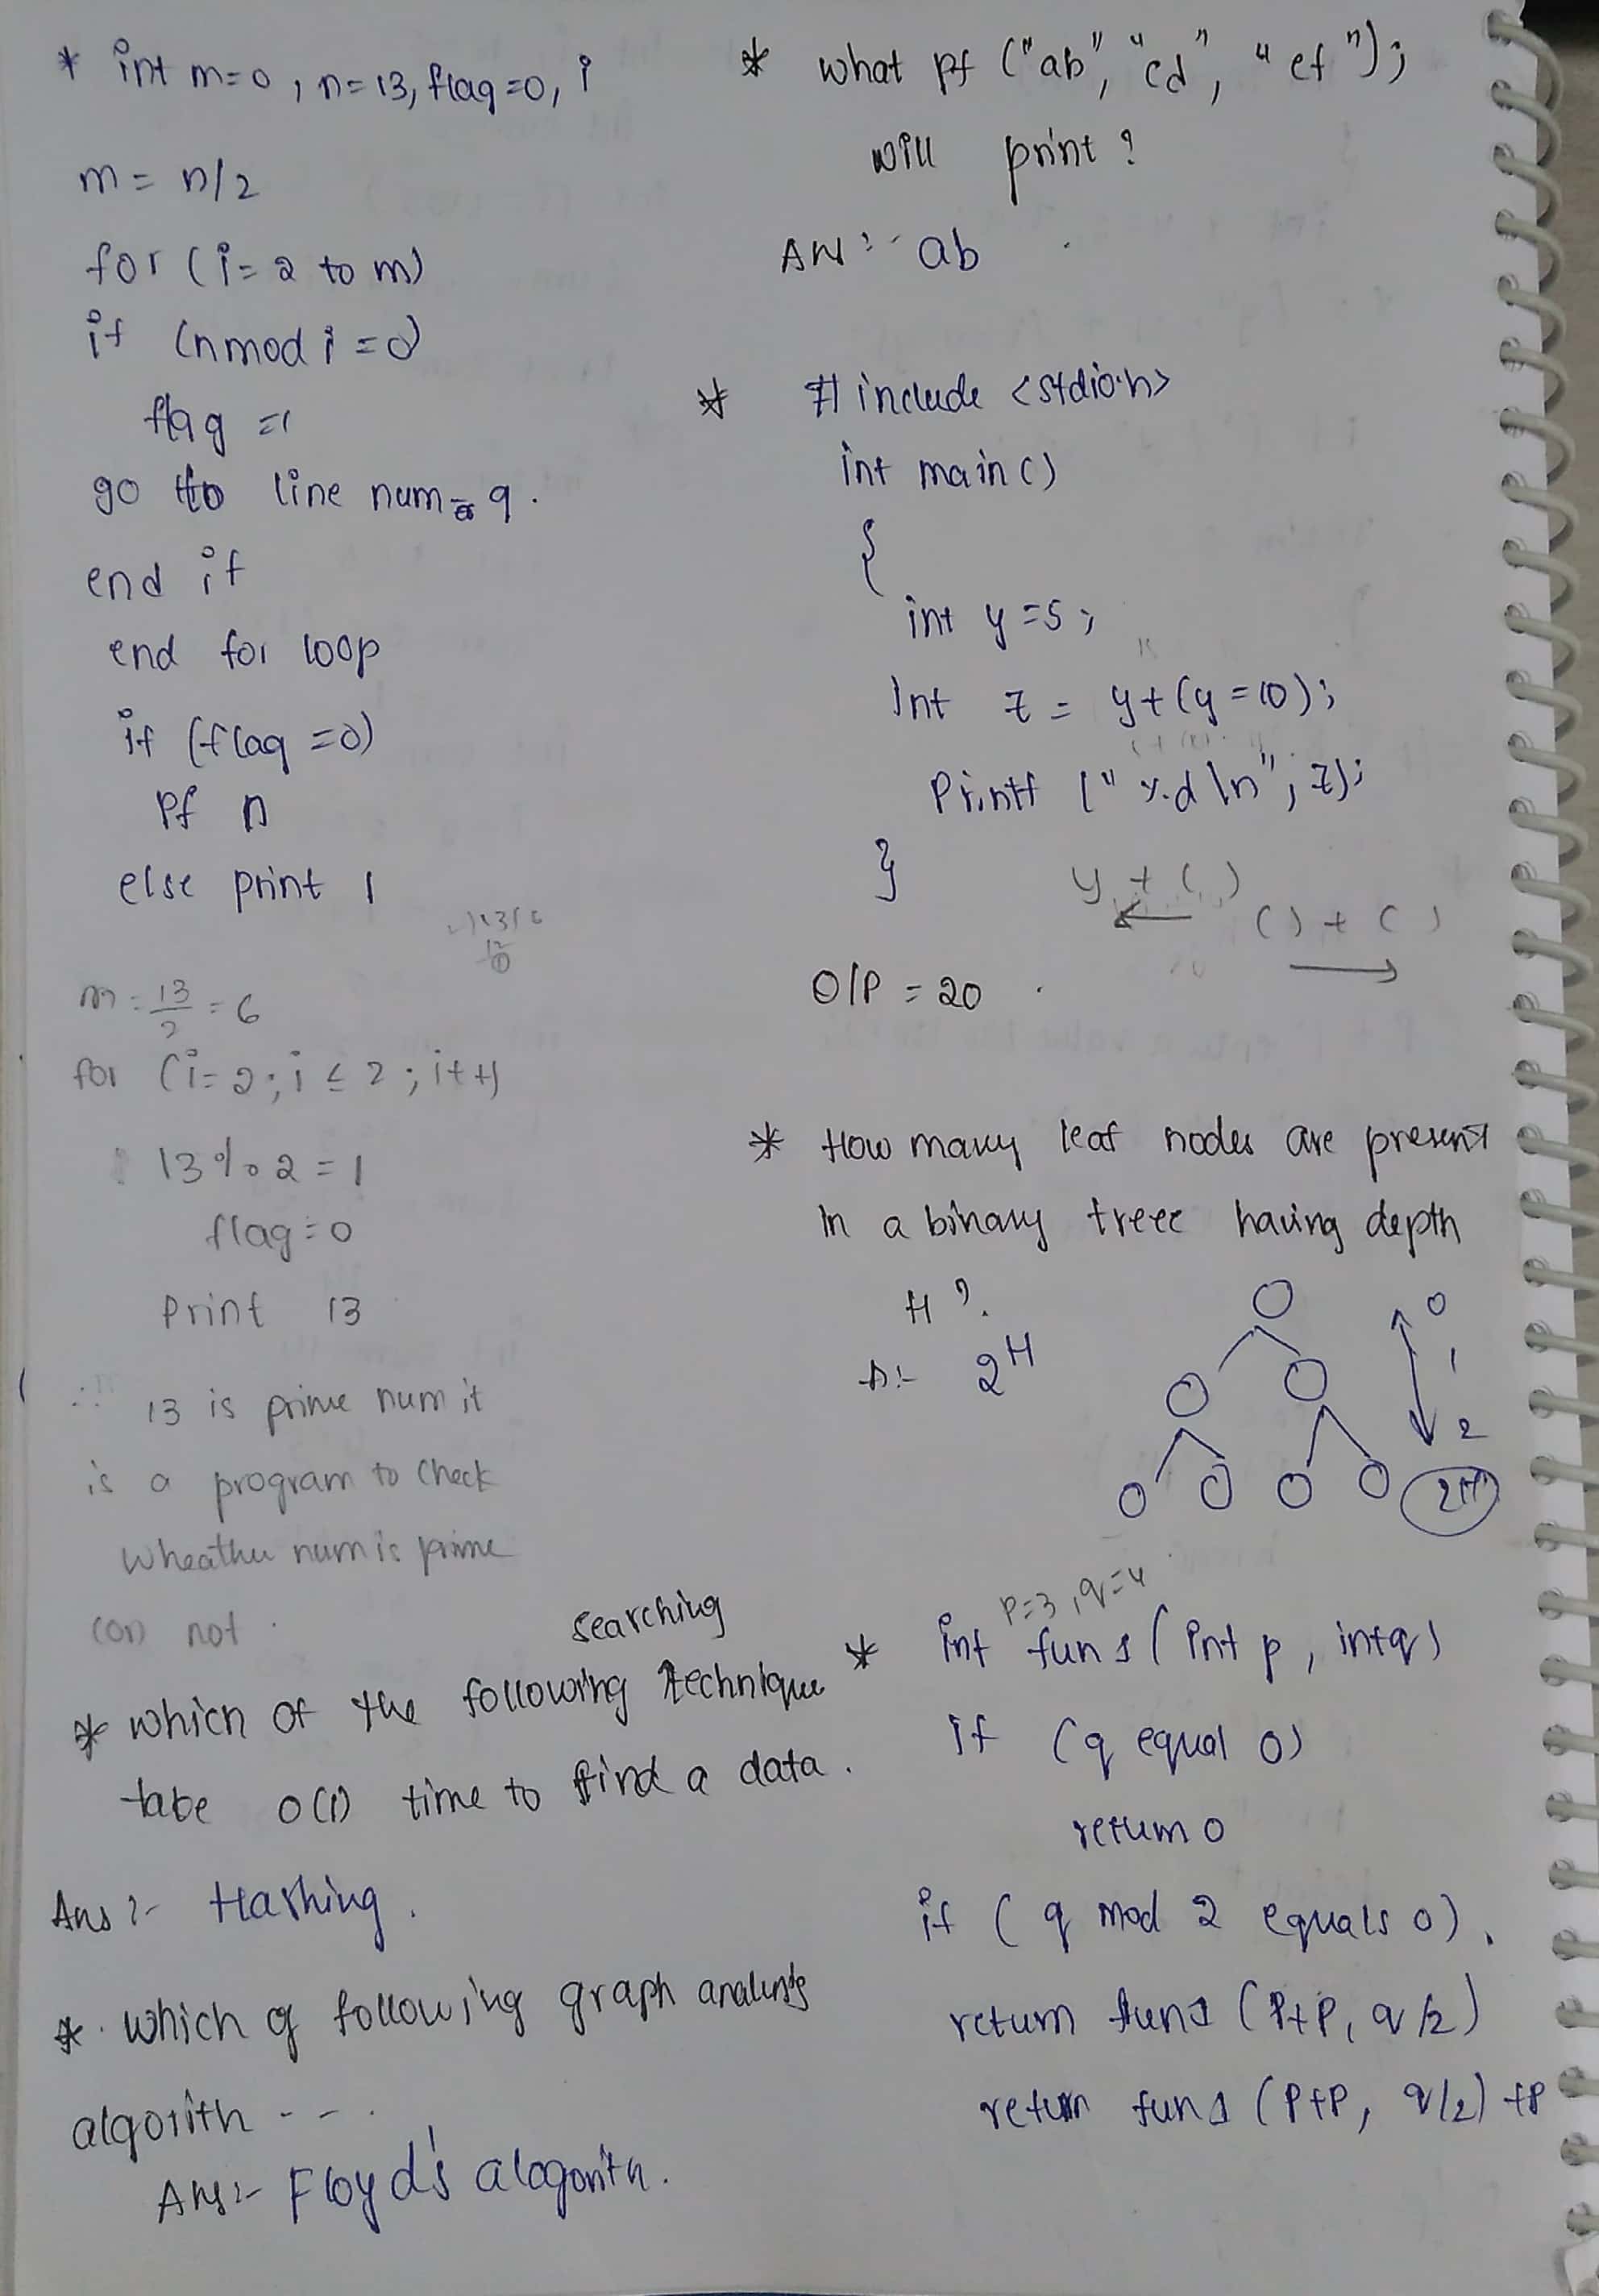 * int m=0, n=13, flag=0, i
m = n/2
for (i=2 to m)
if (n mod i =0)
flag =1
go to line num = 9.
end if
end for loop
if (flag =0)
Pf n
else print 1
m = 13/2 = 6
for (i=2; i ≤ 2; i++)
13 % 2 = 1
flag = 0
Print 13
∴ 13 is prime num it
is a program to check
wheather num is prime
(or) not.
searching
* which of the following technique
take O(1) time to find a data.
Ans:- Hashing.
* which of following graph analysts
algorith - - .
Ans:- Floyd's alogorith.
* what pf ("ab", "cd", "ef");
will print?
AN:- ab
* # include <stdio.h>
int main()
{
int y =5;
15
Int z = y+(y=10);
Printf ("%d\n", z);
}
y + ( )
( ) + ( )
O/P = 20
* How many leaf nodes are present
in a binary treee having depth
H ?.
A:- 2^H
0
1
2
2^H
P=3, q=4
* int fun1 (int p, int q)
if (q equal 0)
return 0
if ( q mod 2 equals 0).
return fun1 (P+P, q/2)
return fun1 (P+P, q/2) +P